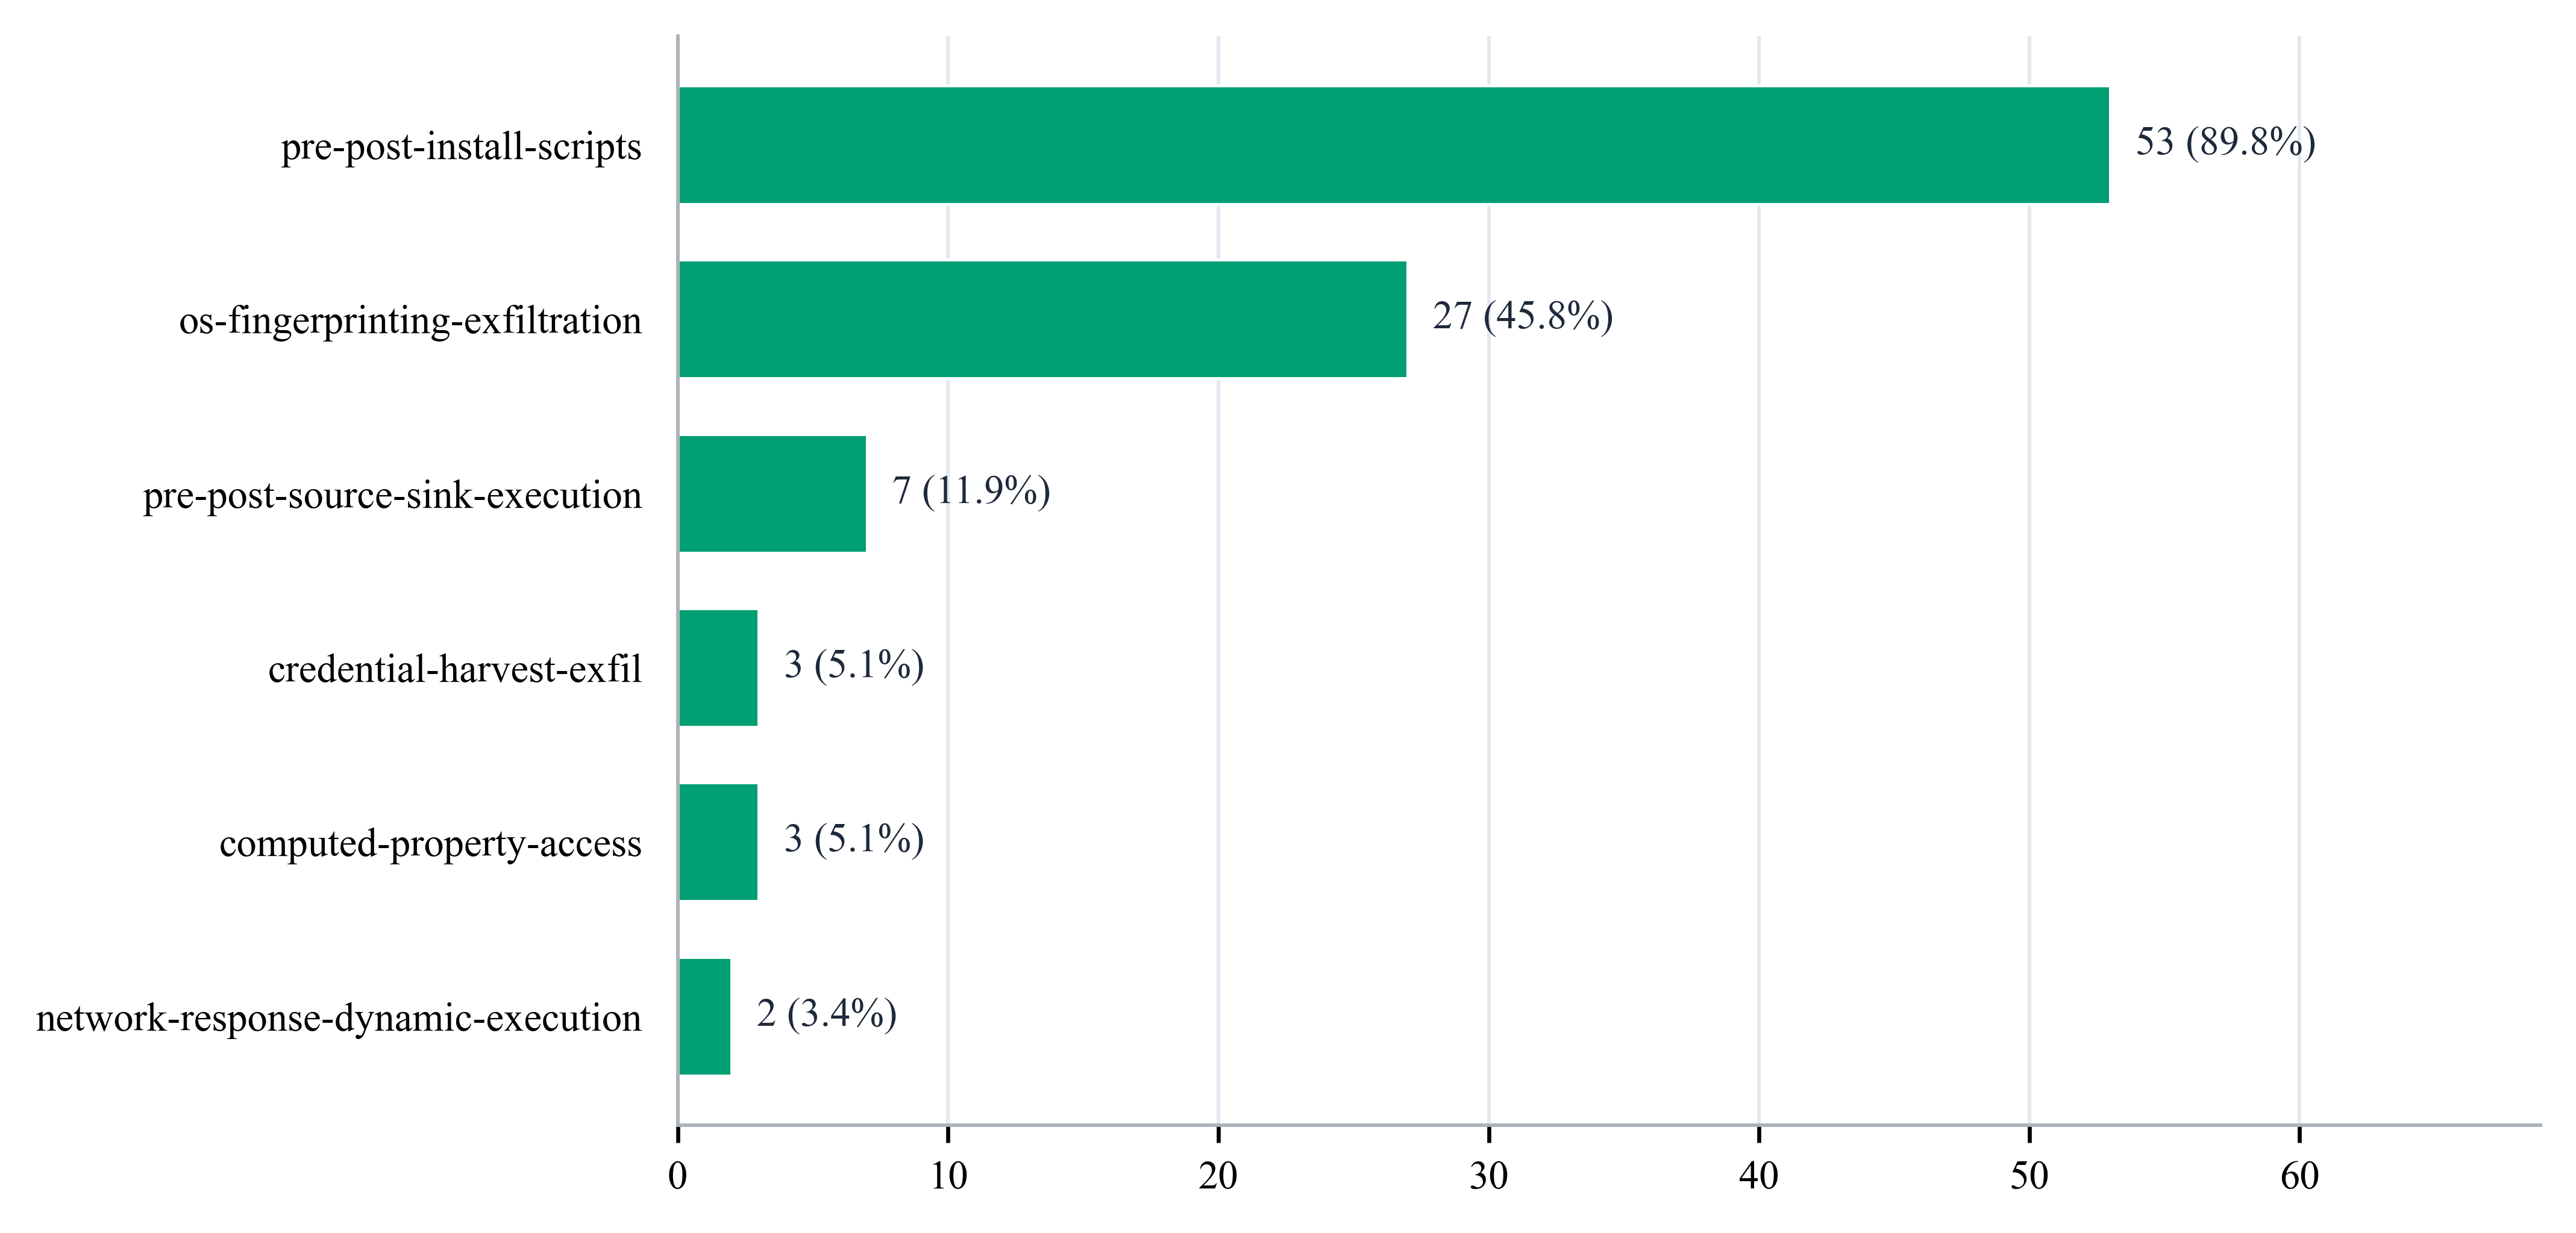 pre-post-install-scripts 53 (89.8%)
os-fingerprinting-exfiltration 27 (45.8%)
pre-post-source-sink-execution 7 (11.9%)
credential-harvest-exfil 3 (5.1%)
computed-property-access 3 (5.1%)
network-response-dynamic-execution 2 (3.4%)
0 10 20 30 40 50 60